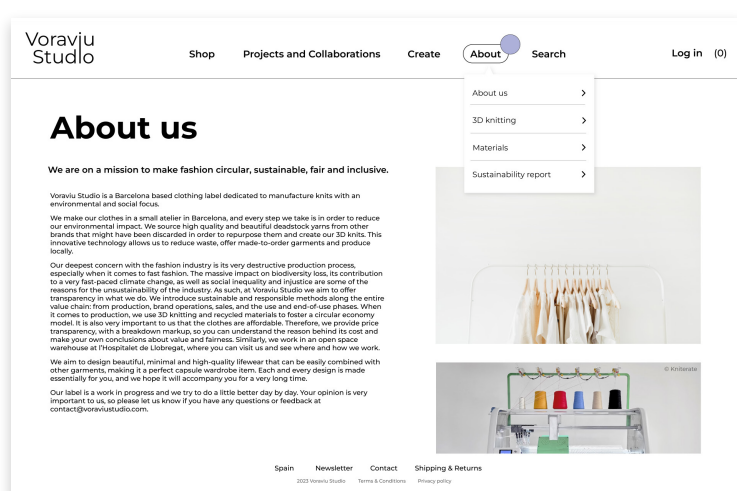 Voraviu
Studio
Shop
Projects and Collaborations
Create
About
Search
Log in
(0)
About us
3D knitting
Materials
Sustainability report
About us
We are on a mission to make fashion circular, sustainable, fair and inclusive.
Voraviu Studio is a Barcelona based clothing label dedicated to manufacture knits with an
environmental and social focus.
We make our clothes in a small atelier in Barcelona, and every step we take is in order to reduce
our environmental impact. We source high quality and beautiful deadstock yarns from other
brands that might have been discarded in order to repurpose them and create our 3D knits. This
innovative technology allows us to reduce waste, offer made-to-order garments and produce
locally.
Our deepest concern with the fashion industry is its very destructive production process,
especially when it comes to fast fashion. The massive impact on biodiversity loss, its contribution
to a very fast-paced climate change, as well as social inequality and injustice are some of the
reasons for the unsustainability of the industry. As such, at Voraviu Studio we aim to offer
transparency in what we do. We introduce sustainable and responsible methods along the entire
value chain: from production, brand operations, sales, and the use and end-of-use phases. When
it comes to production, we use 3D knitting and recycled materials to foster a circular economy
model. It is also very important to us that the clothes are affordable. Therefore, we provide price
transparency, with a breakdown markup, so you can understand the reason behind its cost and
make your own conclusions about value and fairness. Similarly, we work in an open space
warehouse at l'Hospitalet de Llobregat, where you can visit us and see where and how we work.
We aim to design beautiful, minimal and high-quality lifewear that can be easily combined with
other garments, making it a perfect capsule wardrobe item. Each and every design is made
essentially for you, and we hope it will accompany you for a very long time.
Our label is a work in progress and we try to do a little better day by day. Your opinion is very
important to us, so please let us know if you have any questions or feedback at
contact@voraviustudio.com.
© Kniterate
Spain
Newsletter
Contact
Shipping & Returns
2023 Voraviu Studio
Terms & Conditions
Privacy policy